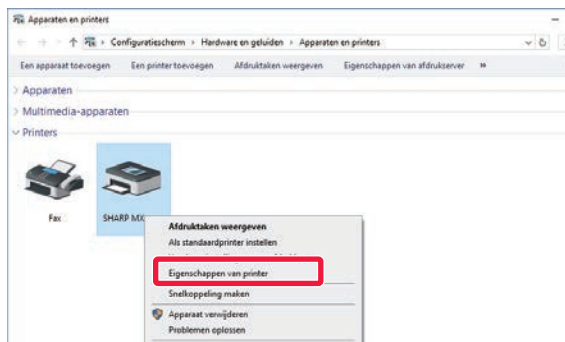 Apparaten en printers
Configuratiescherm > Hardware en geluiden > Apparaten en printers
Een apparaat toevoegen Een printer toevoegen Afdruktaken weergeven Eigenschappen van afdrukserver »
Apparaten
Multimedia-apparaten
Printers
Fax SHARP MX
Afdruktaken weergeven
Als standaardprinter instellen
Eigenschappen van printer
Snelkoppeling maken
Apparaat verwijderen
Problemen oplossen